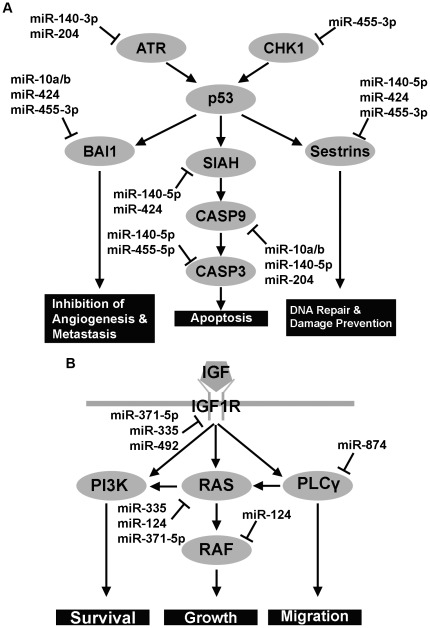 A
miR-140-3p
miR-204
miR-455-3p
ATR
CHK1
miR-10a/b
miR-424
miR-455-3p
p53
miR-140-5p
miR-424
miR-455-3p
BAI1
SIAH
Sestrins
miR-140-5p
miR-424
CASP9
miR-140-5p
miR-455-5p
miR-10a/b
miR-140-5p
miR-204
CASP3
Inhibition of
Angiogenesis &
Metastasis
Apoptosis
DNA Repair &
Damage Prevention
B
IGF
IGF1R
miR-371-5p
miR-335
miR-492
miR-874
PI3K
RAS
PLCγ
miR-335
miR-124
miR-371-5p
miR-124
RAF
Survival
Growth
Migration